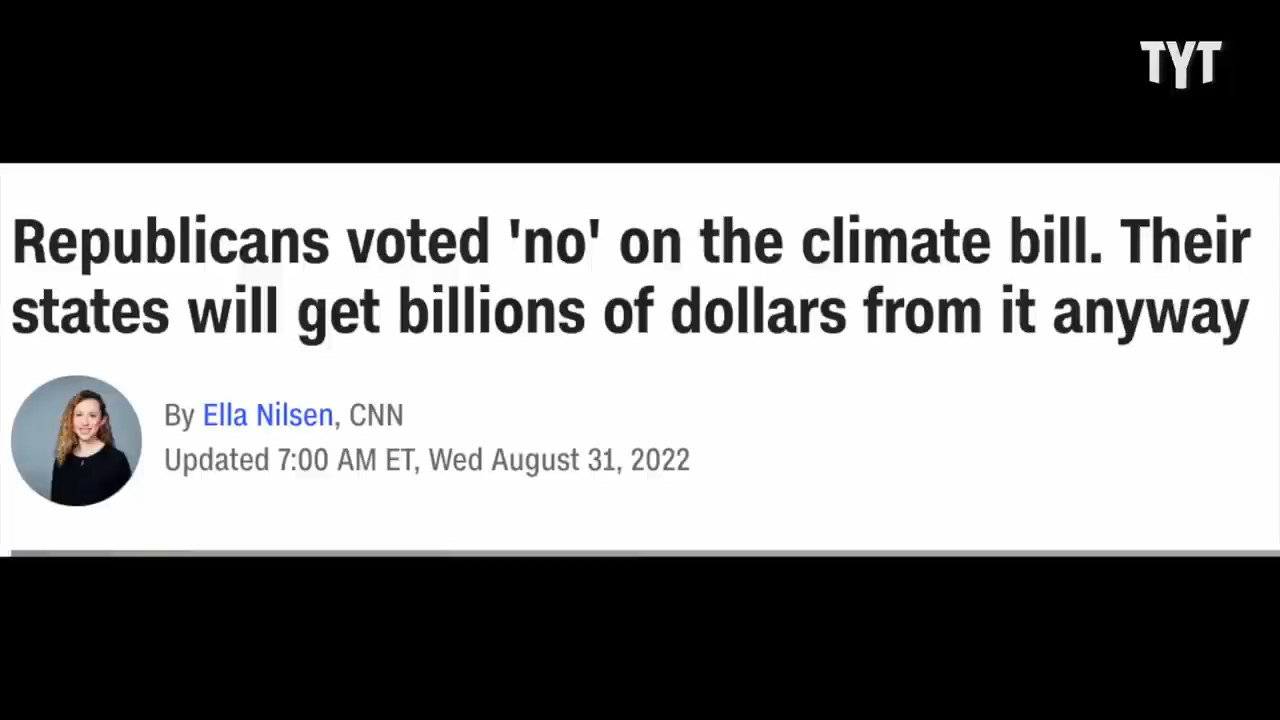 TYT
Republicans voted 'no' on the climate bill. Their
states will get billions of dollars from it anyway
By Ella Nilsen, CNN
Updated 7:00 AM ET, Wed August 31, 2022